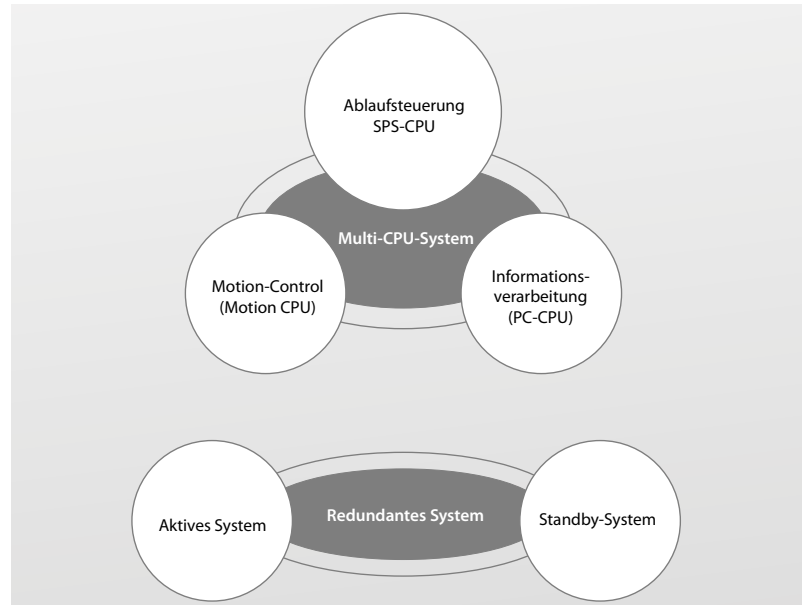 Ablaufsteuerung
SPS-CPU
Multi-CPU-System
Motion-Control
(Motion CPU)
Informations-
verarbeitung
(PC-CPU)
Aktives System
Redundantes System
Standby-System